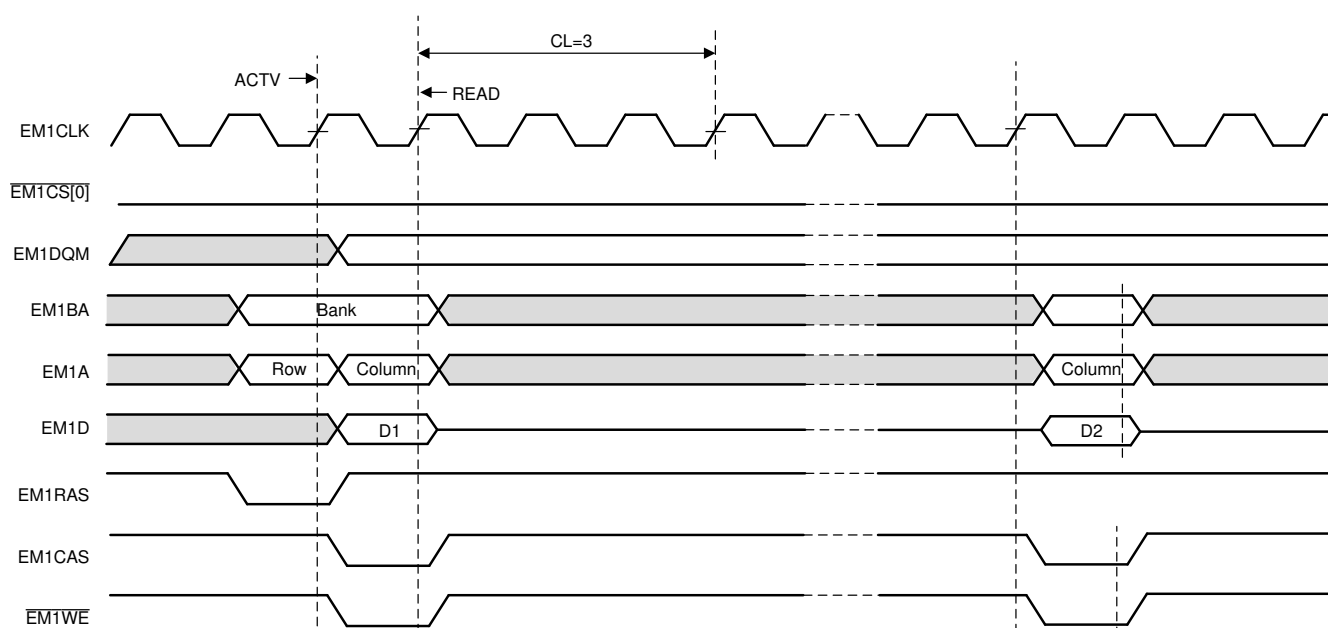 CL=3
ACTV
READ
EM1CLK
EM1CS[0]
EM1DQM
EM1BA
Bank
EM1A
Row
Column
Column
EM1D
D1
D2
EM1RAS
EM1CAS
EM1WE